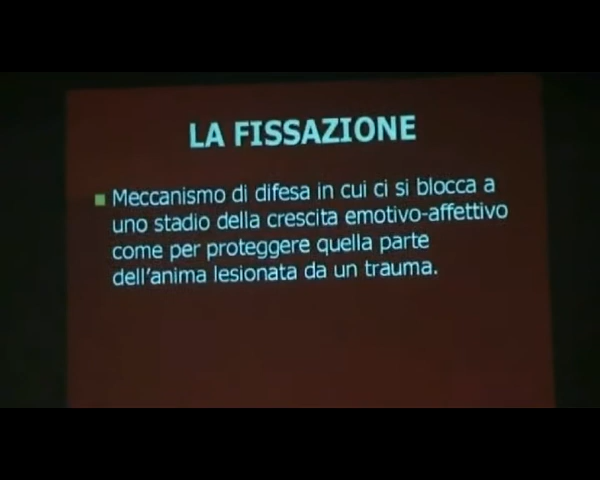 LA FISSAZIONE
Meccanismo di difesa in cui ci si blocca a
uno stadio della crescita emotivo-affettivo
come per proteggere quella parte
dell'anima lesionata da un trauma.